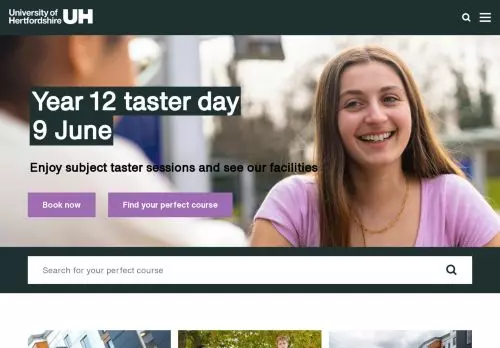 University of
Hertfordshire UH
Year 12 taster day
9 June
Enjoy subject taster sessions and see our facilities
Book now
Find your perfect course
Search for your perfect course